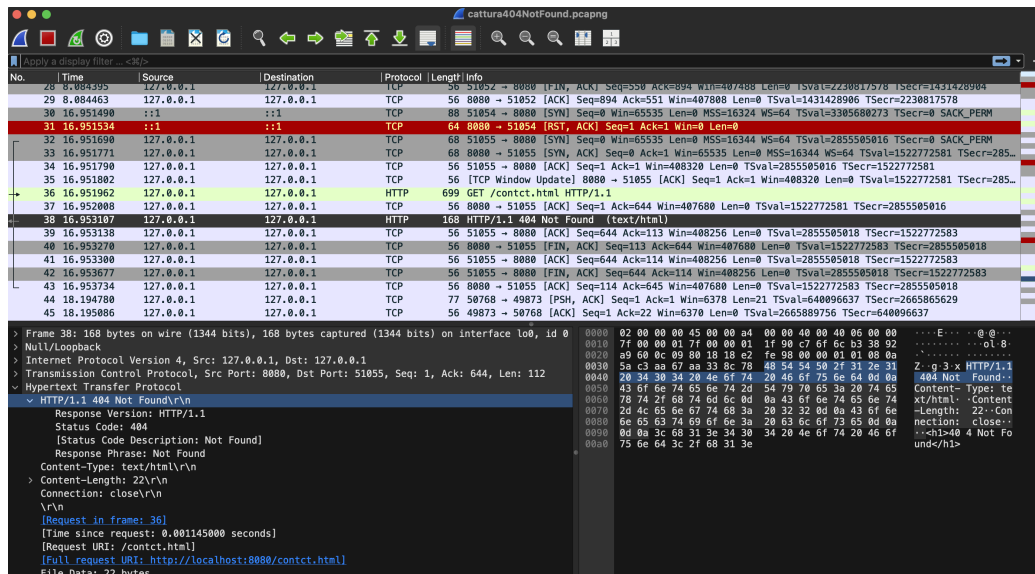 cattura404NotFound.pcapng
Apply a display filter … <⌘/>
No. Time Source Destination Protocol Length Info
28 8.084395 127.0.0.1 127.0.0.1 TCP 56 51052 → 8080 [FIN, ACK] Seq=550 Ack=894 Win=407488 Len=0 TSval=2230817578 TSecr=1431428904
29 8.084463 127.0.0.1 127.0.0.1 TCP 56 8080 → 51052 [ACK] Seq=894 Ack=551 Win=407808 Len=0 TSval=1431428906 TSecr=2230817578
30 16.951490 ::1 ::1 TCP 88 51054 → 8080 [SYN] Seq=0 Win=65535 Len=0 MSS=16324 WS=64 TSval=3305680273 TSecr=0 SACK_PERM
31 16.951534 ::1 ::1 TCP 64 8080 → 51054 [RST, ACK] Seq=1 Ack=1 Win=0 Len=0
32 16.951690 127.0.0.1 127.0.0.1 TCP 68 51055 → 8080 [SYN] Seq=0 Win=65535 Len=0 MSS=16344 WS=64 TSval=2855505016 TSecr=0 SACK_PERM
33 16.951771 127.0.0.1 127.0.0.1 TCP 68 8080 → 51055 [SYN, ACK] Seq=0 Ack=1 Win=65535 Len=0 MSS=16344 WS=64 TSval=1522772581 TSecr=285…
34 16.951790 127.0.0.1 127.0.0.1 TCP 56 51055 → 8080 [ACK] Seq=1 Ack=1 Win=408320 Len=0 TSval=2855505016 TSecr=1522772581
35 16.951802 127.0.0.1 127.0.0.1 TCP 56 [TCP Window Update] 8080 → 51055 [ACK] Seq=1 Ack=1 Win=408320 Len=0 TSval=1522772581 TSecr=285…
36 16.951962 127.0.0.1 127.0.0.1 HTTP 699 GET /contct.html HTTP/1.1
37 16.952008 127.0.0.1 127.0.0.1 TCP 56 8080 → 51055 [ACK] Seq=1 Ack=644 Win=407680 Len=0 TSval=1522772581 TSecr=2855505016
38 16.953107 127.0.0.1 127.0.0.1 HTTP 168 HTTP/1.1 404 Not Found (text/html)
39 16.953138 127.0.0.1 127.0.0.1 TCP 56 51055 → 8080 [ACK] Seq=644 Ack=113 Win=408256 Len=0 TSval=2855505018 TSecr=1522772583
40 16.953270 127.0.0.1 127.0.0.1 TCP 56 8080 → 51055 [FIN, ACK] Seq=113 Ack=644 Win=407680 Len=0 TSval=1522772583 TSecr=2855505018
41 16.953300 127.0.0.1 127.0.0.1 TCP 56 51055 → 8080 [ACK] Seq=644 Ack=114 Win=408256 Len=0 TSval=2855505018 TSecr=1522772583
42 16.953677 127.0.0.1 127.0.0.1 TCP 56 51055 → 8080 [FIN, ACK] Seq=644 Ack=114 Win=408256 Len=0 TSval=2855505018 TSecr=1522772583
43 16.953734 127.0.0.1 127.0.0.1 TCP 56 8080 → 51055 [ACK] Seq=114 Ack=645 Win=407680 Len=0 TSval=1522772583 TSecr=2855505018
44 18.194780 127.0.0.1 127.0.0.1 TCP 77 50768 → 49873 [PSH, ACK] Seq=1 Ack=1 Win=6378 Len=21 TSval=640096637 TSecr=2665865629
45 18.195086 127.0.0.1 127.0.0.1 TCP 56 49873 → 50768 [ACK] Seq=1 Ack=22 Win=6370 Len=0 TSval=2665889756 TSecr=640096637
Frame 38: 168 bytes on wire (1344 bits), 168 bytes captured (1344 bits) on interface lo0, id 0
Null/Loopback
Internet Protocol Version 4, Src: 127.0.0.1, Dst: 127.0.0.1
Transmission Control Protocol, Src Port: 8080, Dst Port: 51055, Seq: 1, Ack: 644, Len: 112
Hypertext Transfer Protocol
HTTP/1.1 404 Not Found\r\n
Response Version: HTTP/1.1
Status Code: 404
[Status Code Description: Not Found]
Response Phrase: Not Found
Content-Type: text/html\r\n
Content-Length: 22\r\n
Connection: close\r\n
\r\n
[Request in frame: 36]
[Time since request: 0.001145000 seconds]
[Request URI: /contct.html]
[Full request URI: http://localhost:8080/contct.html]
File Data: 22 bytes
0000 02 00 00 00 45 00 00 a4 00 00 40 00 40 06 00 00 ····E··· ··@·@···
0010 7f 00 00 01 7f 00 00 01 1f 90 c7 6f 6c b3 38 92 ········ ···ol·8·
0020 a9 60 0c 09 80 18 18 e2 fe 98 00 00 01 01 08 0a ·`······ ········
0030 5a c3 aa 67 aa 33 8c 78 48 54 54 50 2f 31 2e 31 Z··g·3·x HTTP/1.1
0040 20 34 30 34 20 4e 6f 74 20 46 6f 75 6e 64 0d 0a 404 Not Found··
0050 43 6f 6e 74 65 6e 74 2d 54 79 70 65 3a 20 74 65 Content- Type: te
0060 78 74 2f 68 74 6d 6c 0d 0a 43 6f 6e 74 65 6e 74 xt/html· ·Content
0070 2d 4c 65 6e 67 74 68 3a 20 32 32 0d 0a 43 6f 6e -Length: 22··Con
0080 6e 65 63 74 69 6f 6e 3a 20 63 6c 6f 73 65 0d 0a nection: close··
0090 0d 0a 3c 68 31 3e 34 30 34 20 4e 6f 74 20 46 6f ··<h1>40 4 Not Fo
00a0 75 6e 64 3c 2f 68 31 3e und</h1>